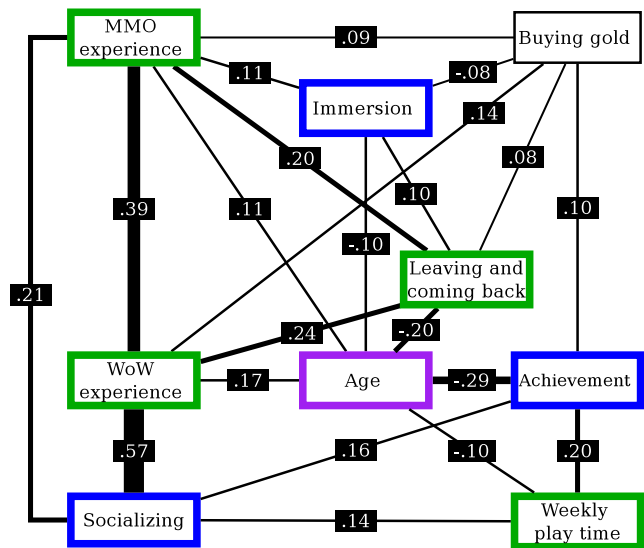 MMO
experience
.09
Buying gold
.11
-.08
Immersion
.14
.20
.08
.10
.39
.11
.10
-.10
Leaving and
coming back
.21
.24
-.20
WoW
experience
.17
Age
-.29
Achievement
.57
.16
-.10
.20
Socializing
.14
Weekly
play time